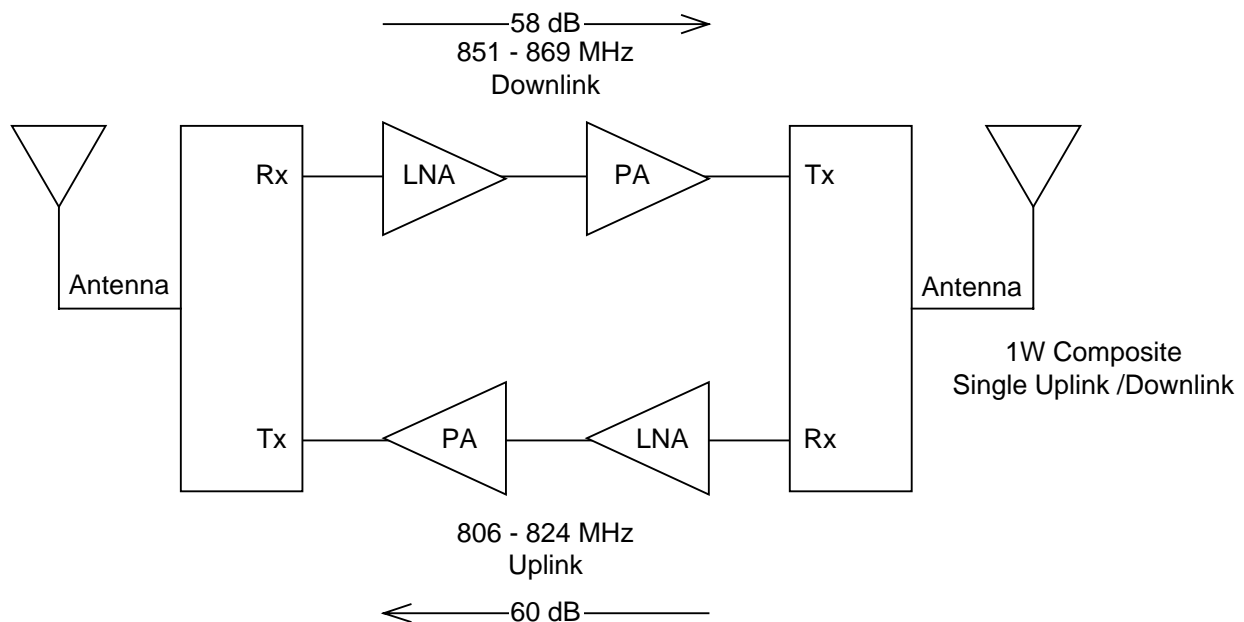 58 dB
851 - 869 MHz
Downlink
Rx
LNA
PA
Tx
Antenna
Antenna
1W Composite
Single Uplink /Downlink
Tx
PA
LNA
Rx
806 - 824 MHz
Uplink
60 dB